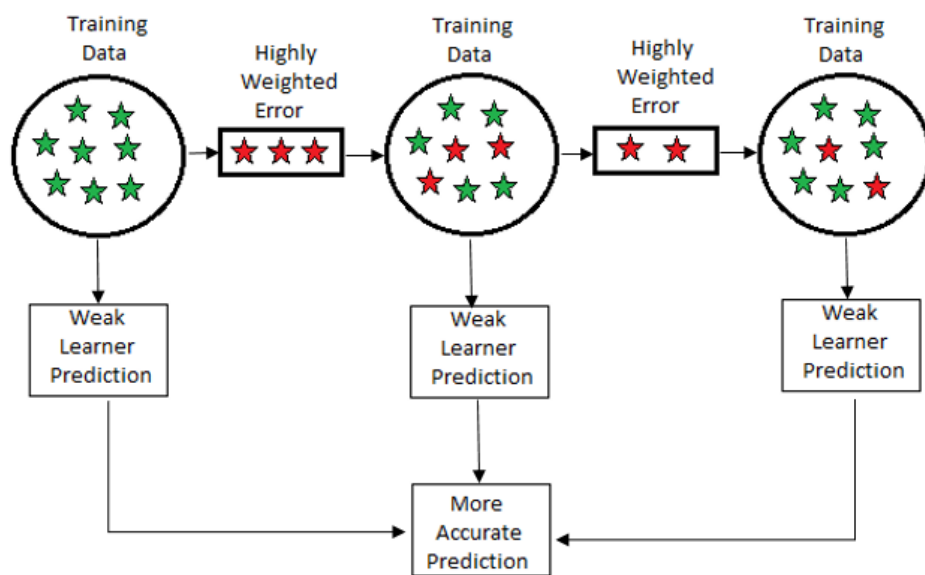 Training
Data
Highly
Weighted
Error
Training
Data
Highly
Weighted
Error
Training
Data
Weak
Learner
Prediction
Weak
Learner
Prediction
Weak
Learner
Prediction
More
Accurate
Prediction